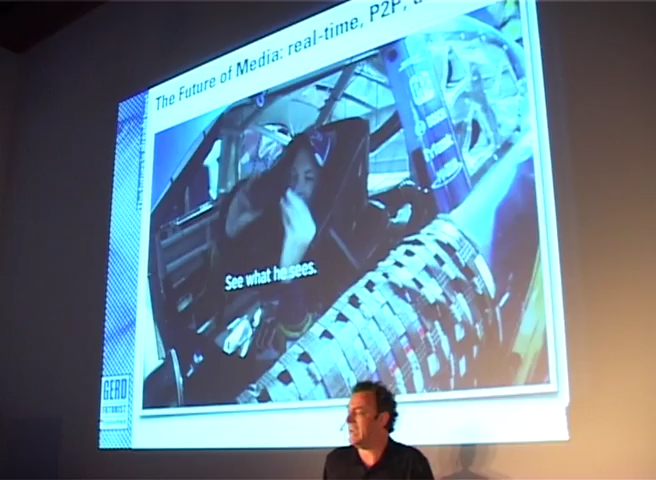 The Future of Media: real-time, P2P,
See what he sees.
GERD
FUTURIST